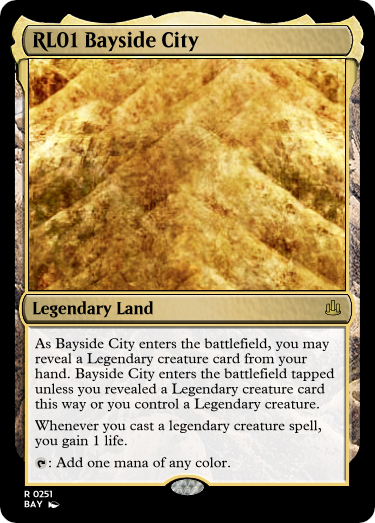 RL01 Bayside City
Legendary Land
As Bayside City enters the battlefield, you may
reveal a Legendary creature card from your
hand. Bayside City enters the battlefield tapped
unless you revealed a Legendary creature card
this way or you control a Legendary creature.
Whenever you cast a legendary creature spell,
you gain 1 life.
: Add one mana of any color.
R 0251
BAY